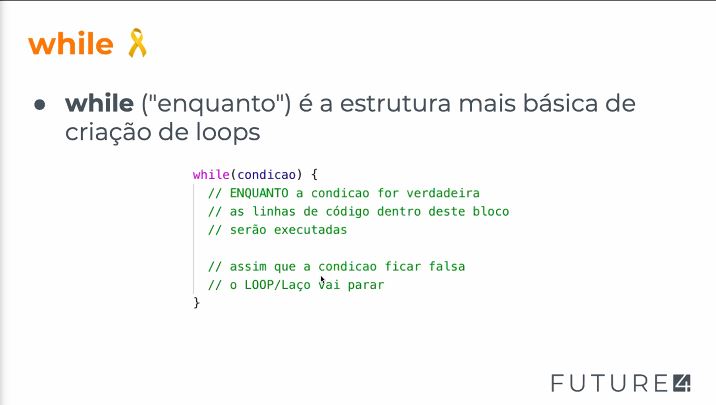 while 🎗️
● while ("enquanto") é a estrutura mais básica de
criação de loops
while(condicao) {
// ENQUANTO a condicao for verdadeira
// as linhas de código dentro deste bloco
// serão executadas
// assim que a condicao ficar falsa
// o LOOP/Laço vai parar
}
FUTURE4